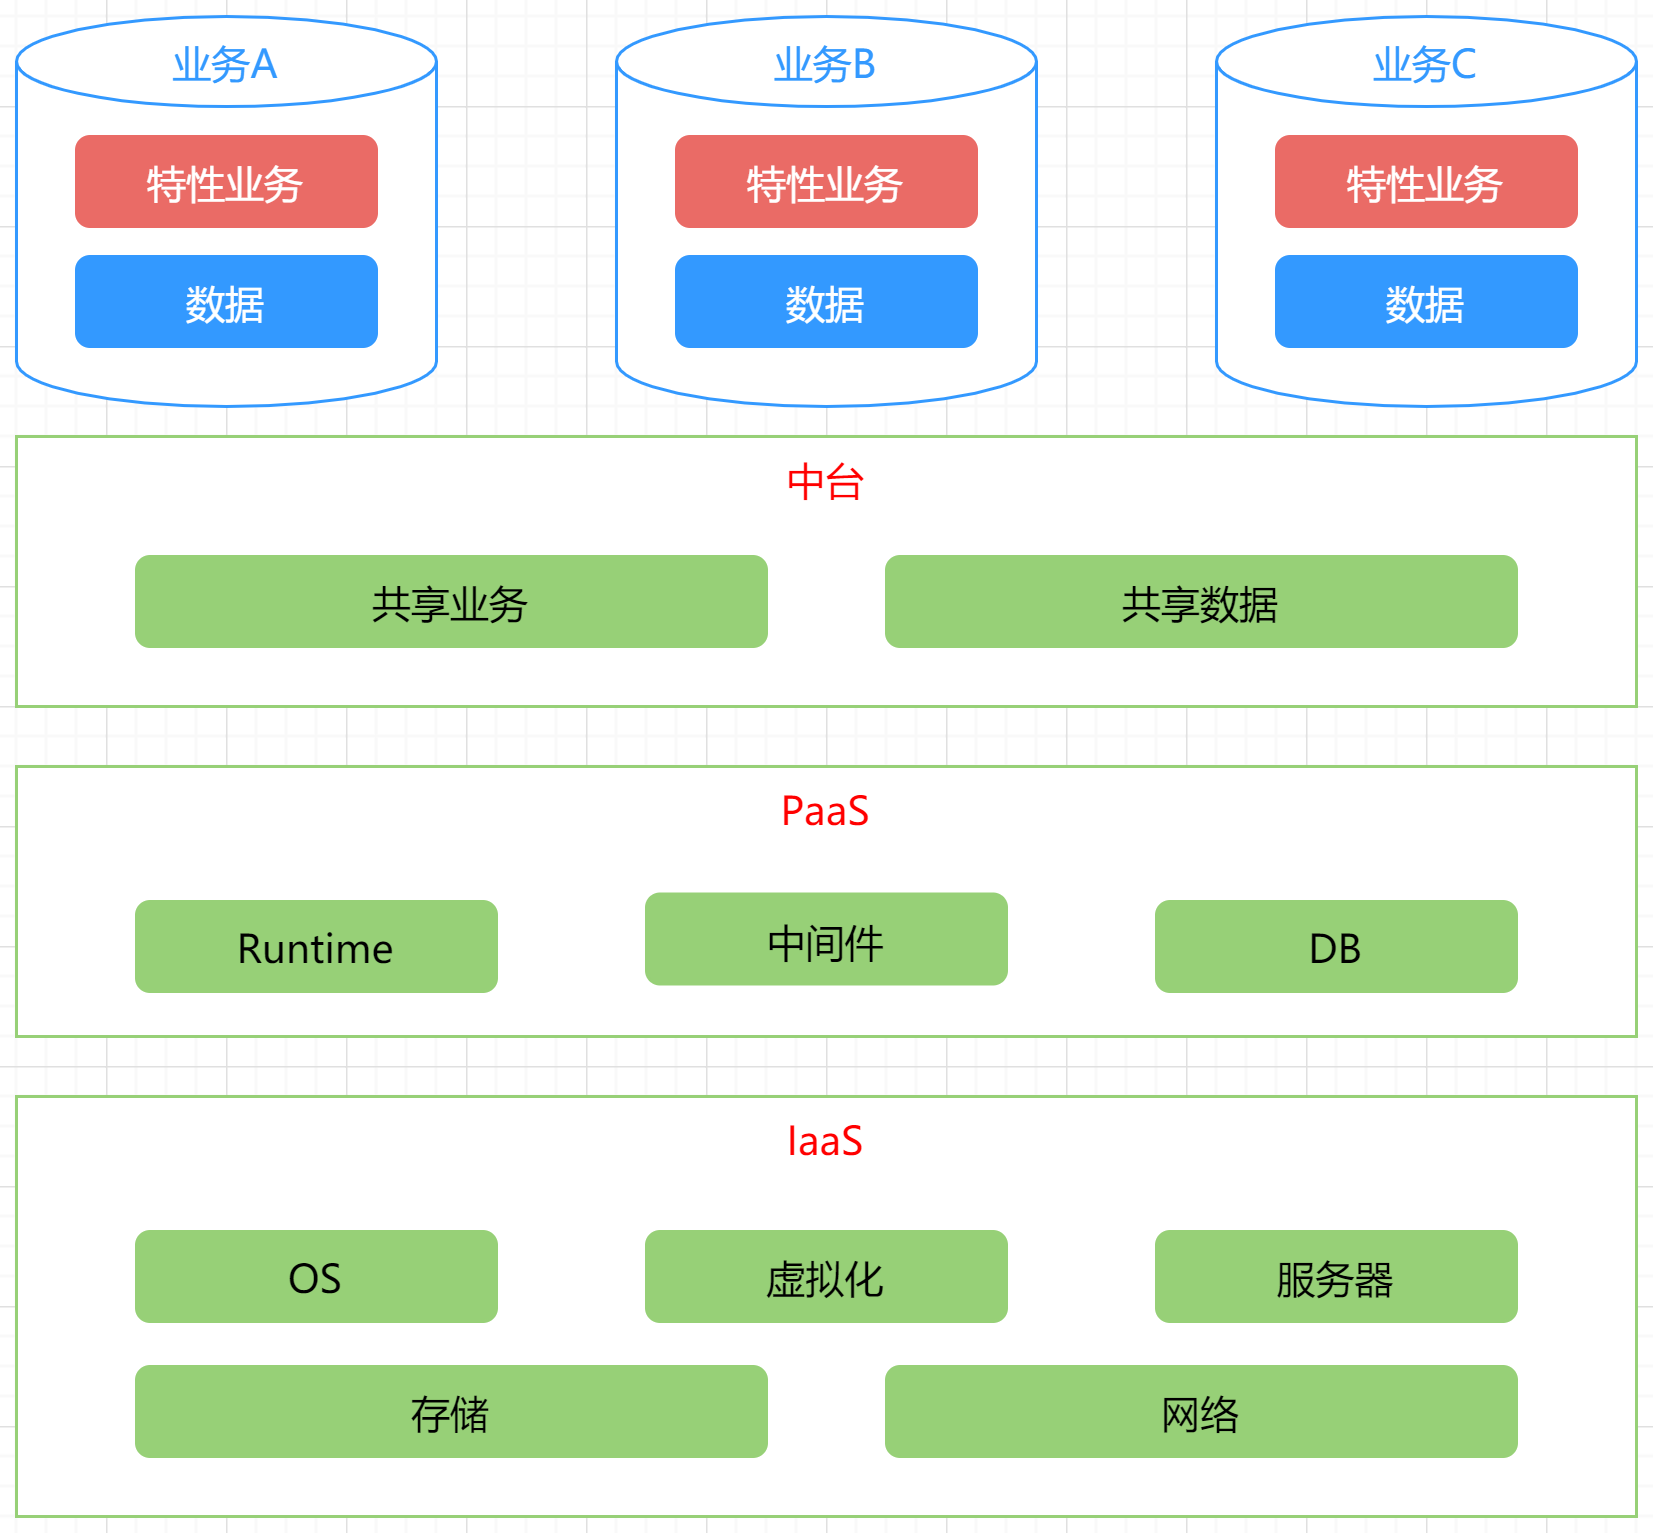 业务A
业务B
业务C
特性业务
特性业务
特性业务
数据
数据
数据
中台
共享业务
共享数据
PaaS
Runtime
中间件
DB
IaaS
OS
虚拟化
服务器
存储
网络